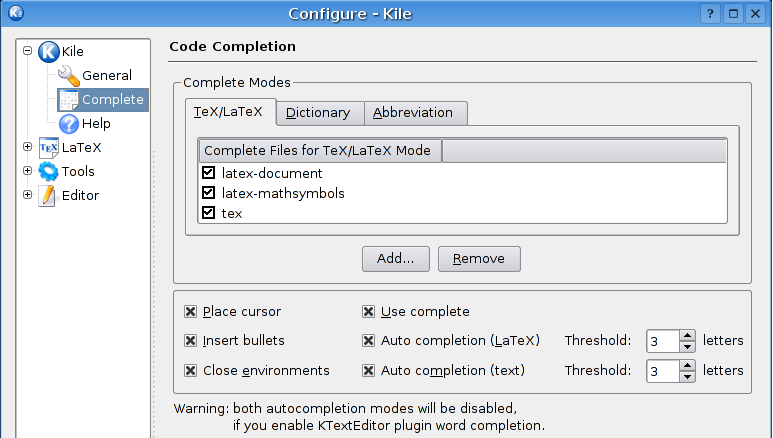 Configure - Kile
Kile
General
Complete
Help
LaTeX
Tools
Editor
Code Completion
Complete Modes
TeX/LaTeX Dictionary Abbreviation
Complete Files for TeX/LaTeX Mode
latex-document
latex-mathsymbols
tex
Add... Remove
Place cursor Use complete
Insert bullets Auto completion (LaTeX) Threshold: 3 letters
Close environments Auto completion (text) Threshold: 3 letters
Warning: both autocompletion modes will be disabled,
if you enable KTextEditor plugin word completion.